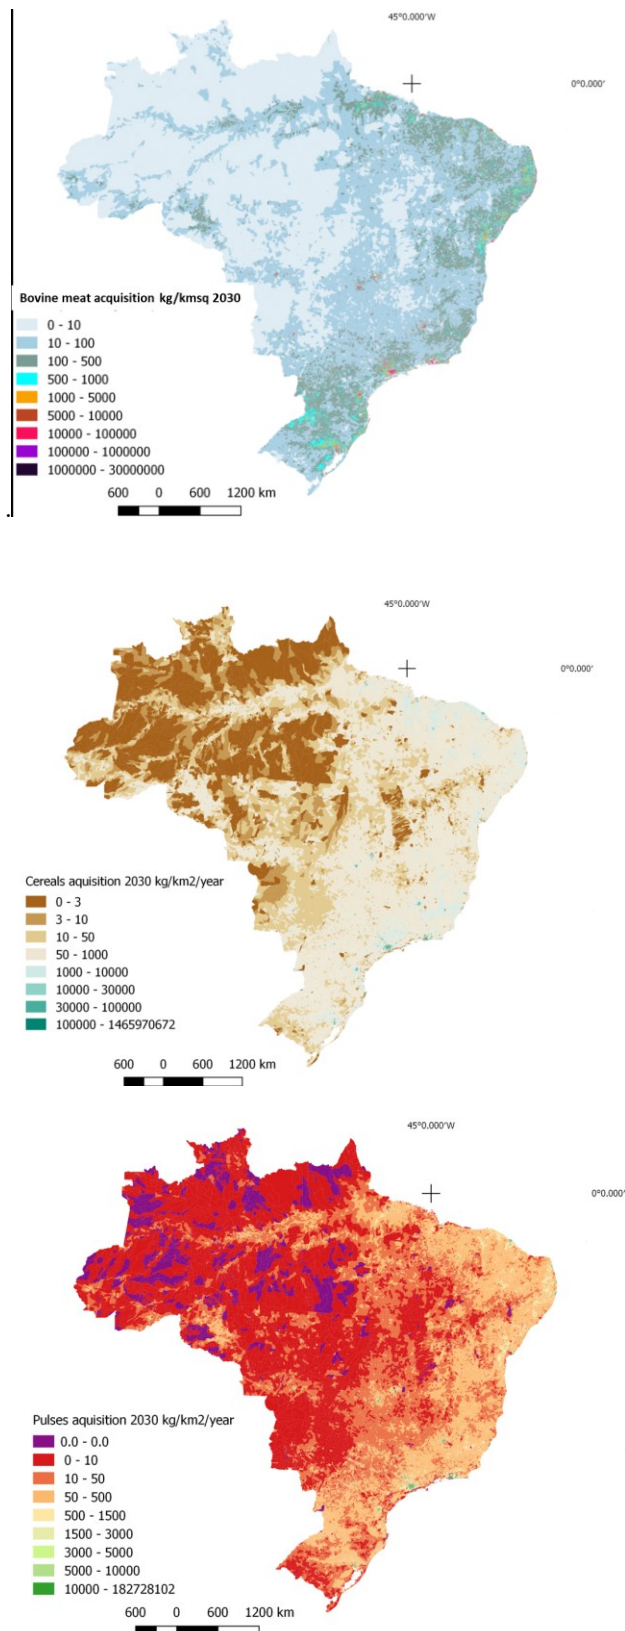 45°0.000'W
0°0.000'
Bovine meat acquisition kg/kmsq 2030
0 - 10
10 - 100
100 - 500
500 - 1000
1000 - 5000
5000 - 10000
10000 - 100000
100000 - 1000000
1000000 - 30000000
600 0 600 1200 km
45°0.000'W
0°0.000'
Cereals aquisition 2030 kg/km2/year
0 - 3
3 - 10
10 - 50
50 - 1000
1000 - 10000
10000 - 30000
30000 - 100000
100000 - 1465970672
600 0 600 1200 km
45°0.000'W
0°0.000'
Pulses aquisition 2030 kg/km2/year
0.0 - 0.0
0 - 10
10 - 50
50 - 500
500 - 1500
1500 - 3000
3000 - 5000
5000 - 10000
10000 - 182728102
600 0 600 1200 km